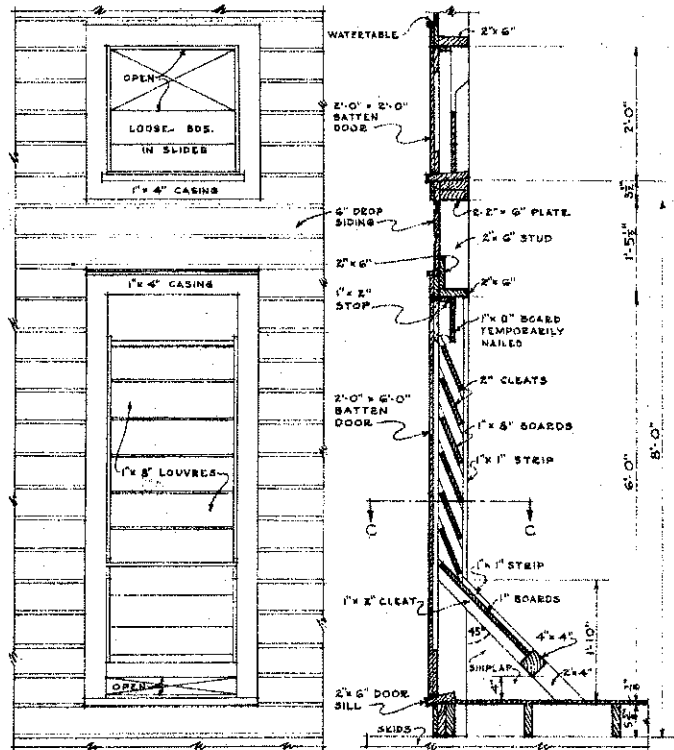 OPEN
LOOSE BDS.
IN SLIDER
1" x 4" CASING
1" x 4" CASING
1" x 8" LOUVRES
OPEN
WATERTABLE
2" x 6"
2'-0" x 2'-0"
BATTEN
DOOR
2'-0"
6" DROP
SIDING
2-2" x 6" PLATE
2" x 6" STUD
1'-5½"
2" x 6"
1" x 2"
STOP
2" x 6"
1" x 8" BOARD
TEMPORARILY
NAILED
2" CLEATS
2'-0" x 6'-0"
BATTEN
DOOR
1" x 8" BOARDS
1" x 1" STRIP
6'-0"
8'-0"
C
C
1" x 1" STRIP
1" BOARDS
1" x 2" CLEAT
45°
4" x 4"
1'-10"
SHIPLAP
2" x 4"
2" x 6" DOOR
SILL
SKIDS